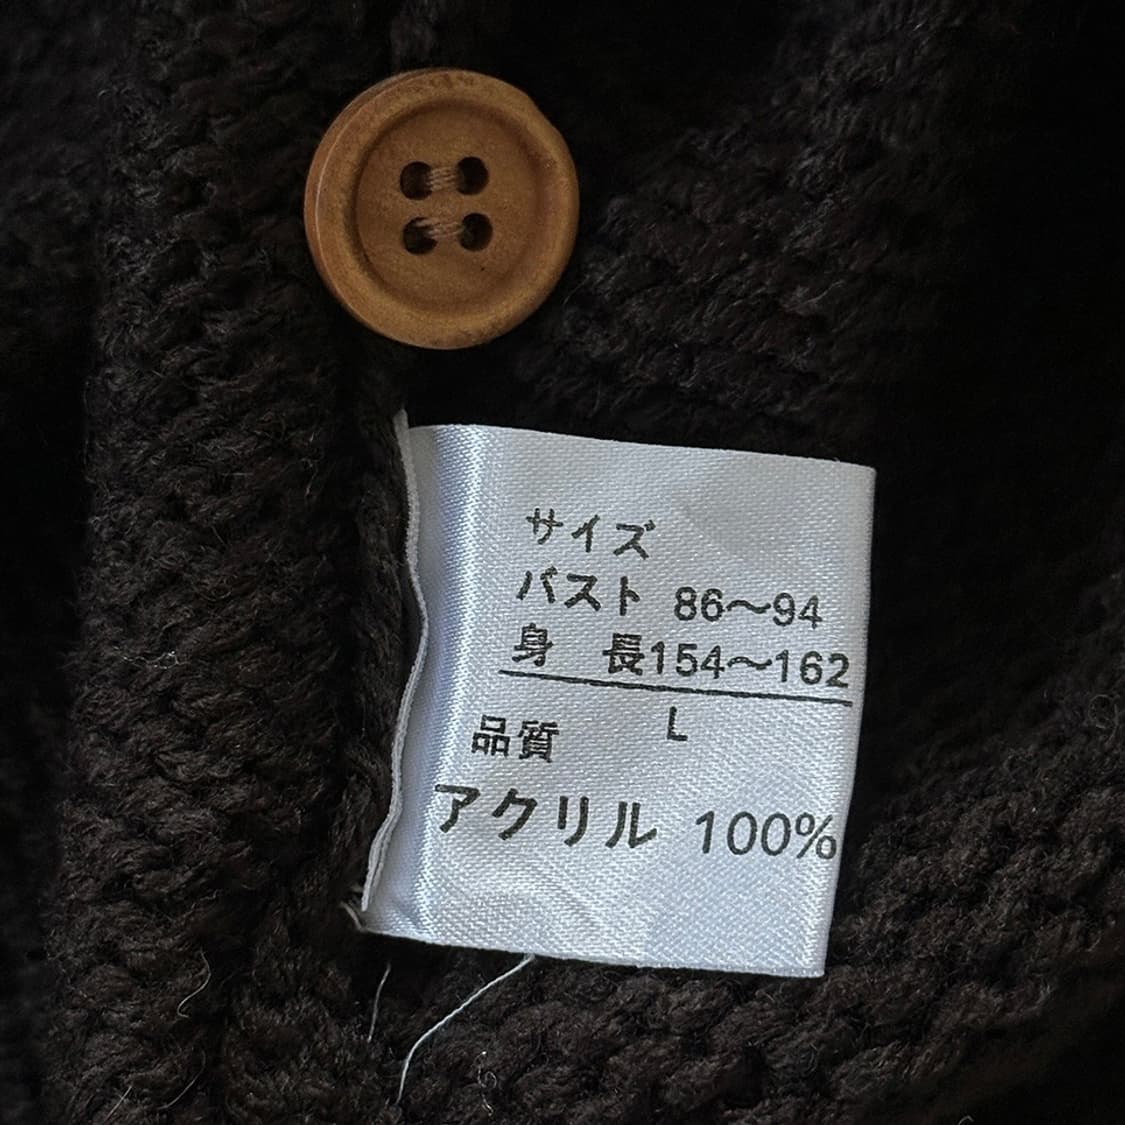 サイズ
バスト 86～94
身 長154～162
L
品質
アクリル 100%